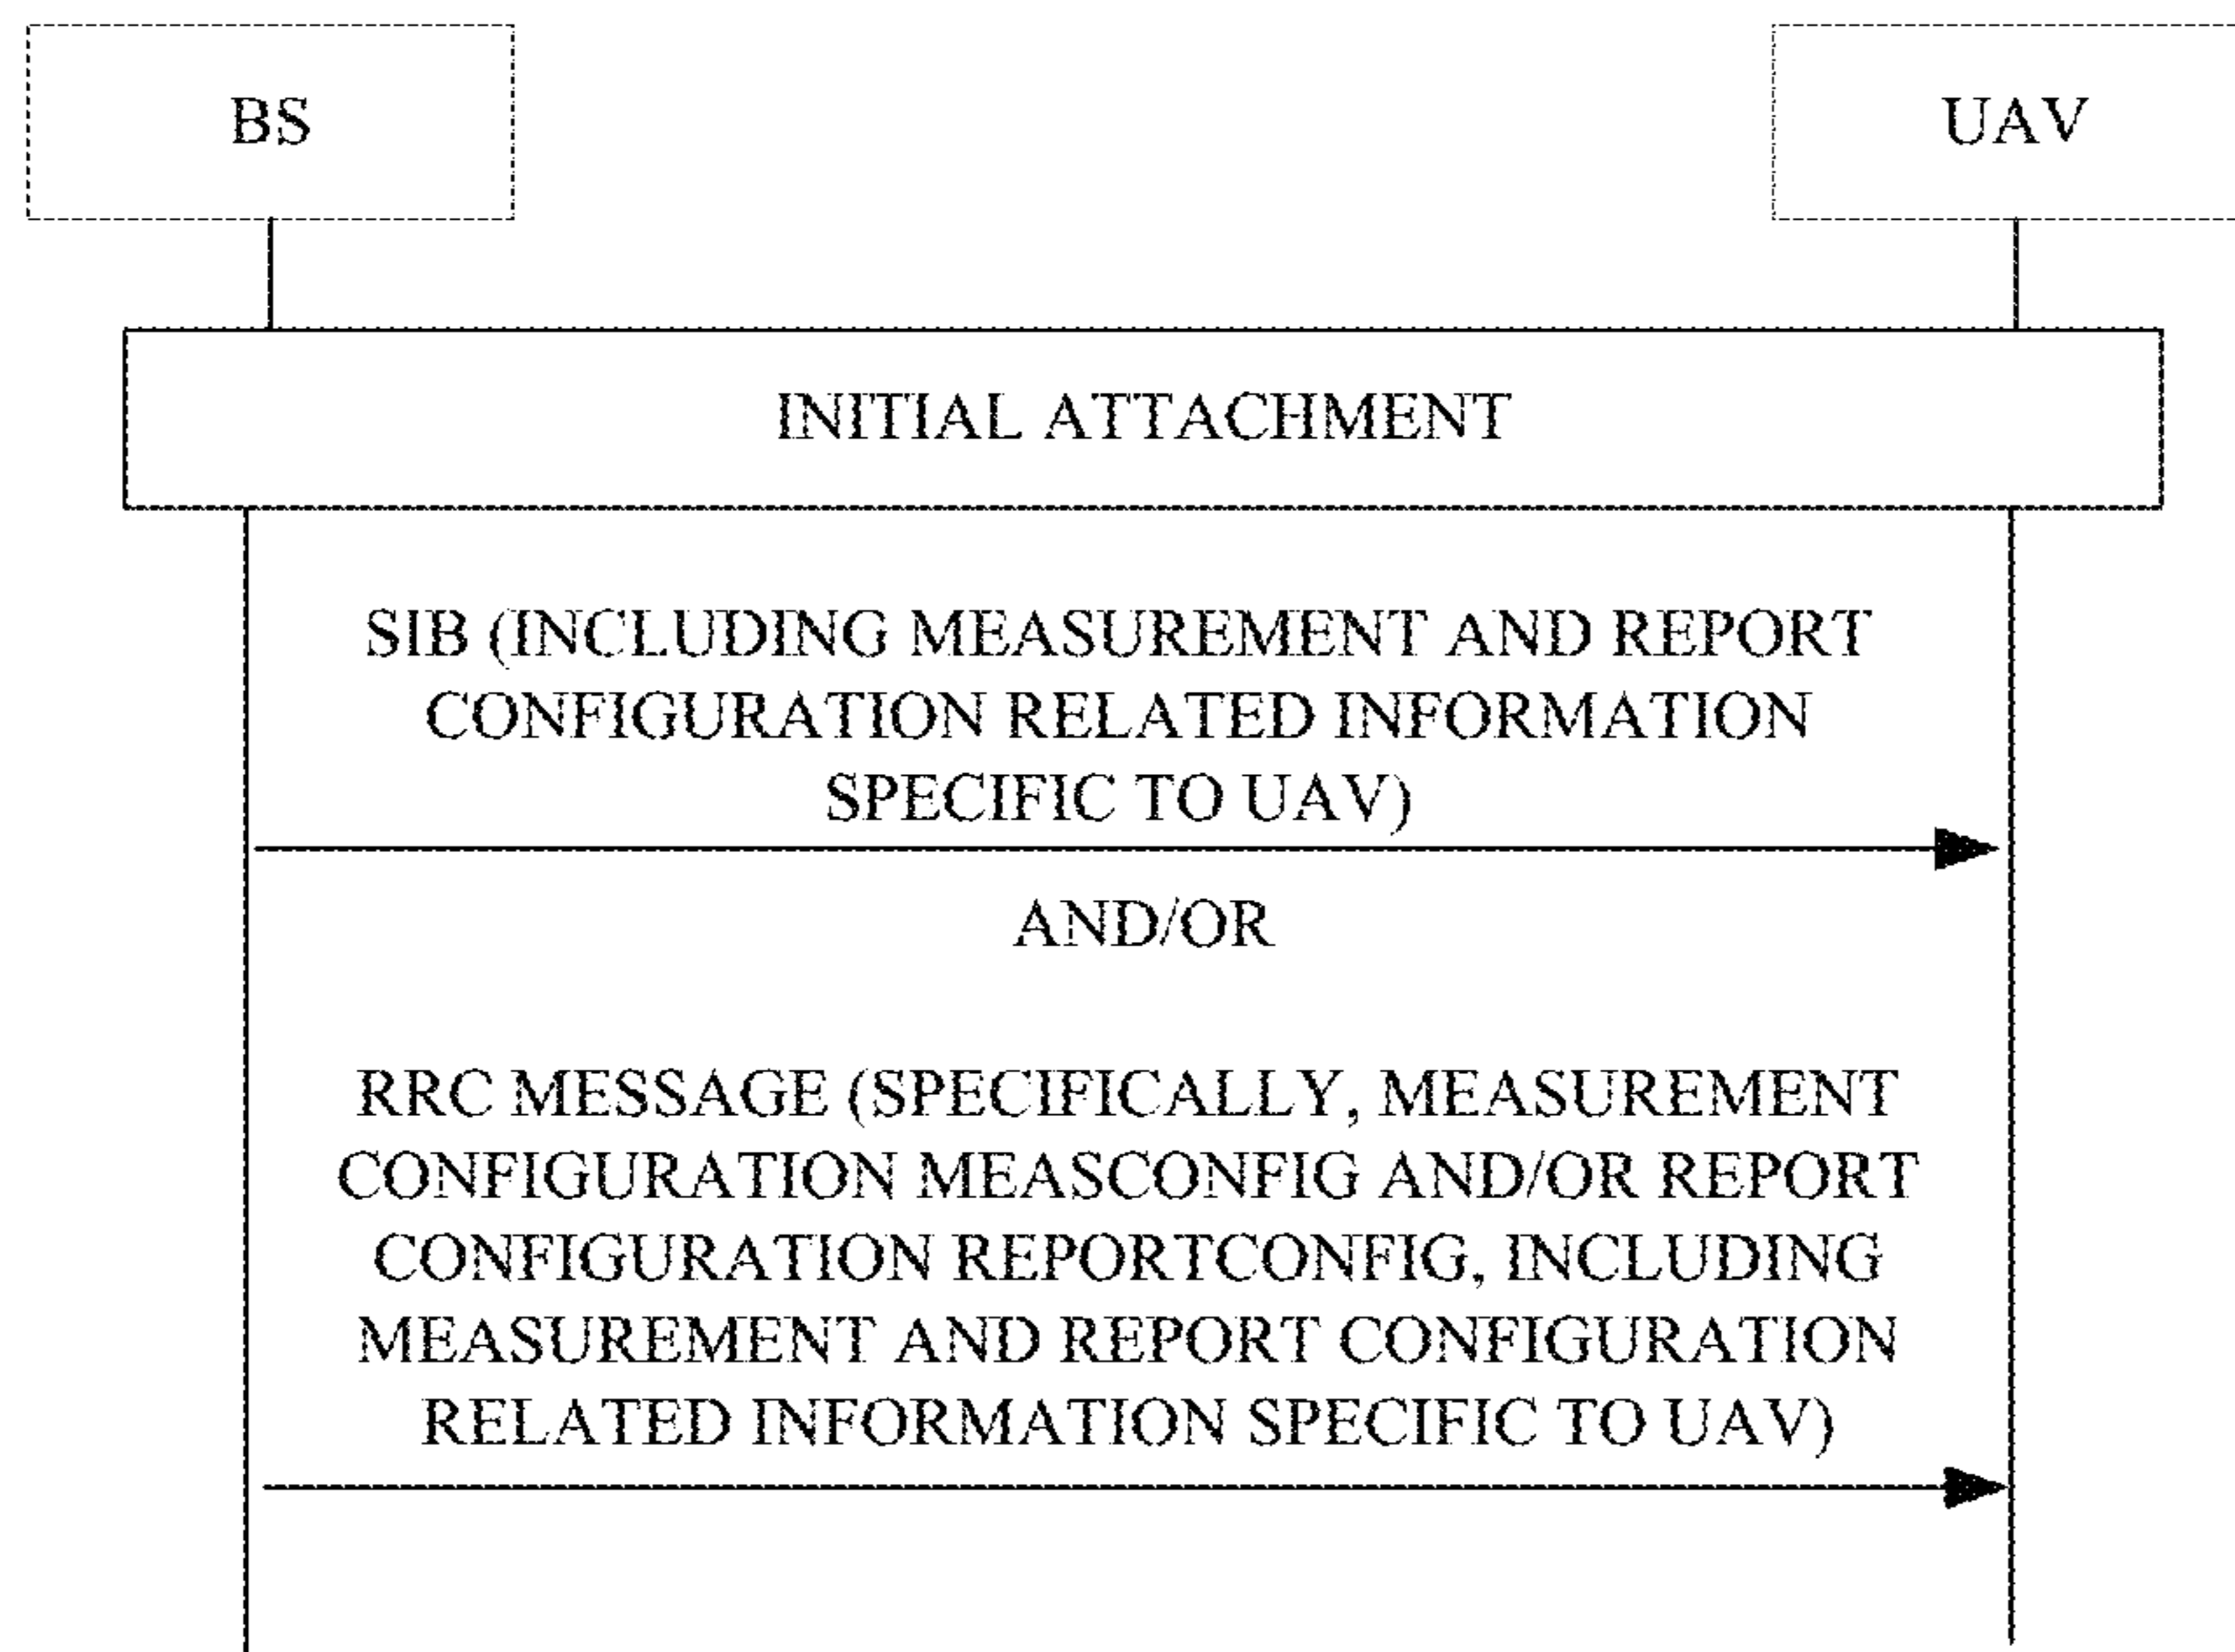 BS
UAV
INITIAL ATTACHMENT
SIB (INCLUDING MEASUREMENT AND REPORT
CONFIGURATION RELATED INFORMATION
SPECIFIC TO UAV)
AND/OR
RRC MESSAGE (SPECIFICALLY, MEASUREMENT
CONFIGURATION MEASCONFIG AND/OR REPORT
CONFIGURATION REPORTCONFIG, INCLUDING
MEASUREMENT AND REPORT CONFIGURATION
RELATED INFORMATION SPECIFIC TO UAV)